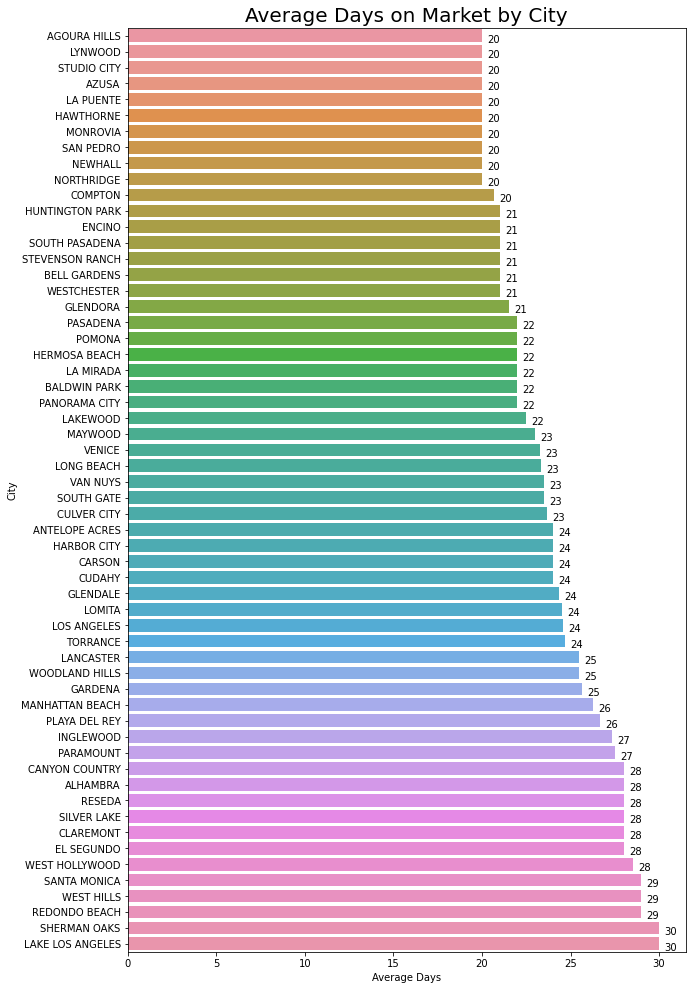 Average Days on Market by City
AGOURA HILLS 20
LYNWOOD 20
STUDIO CITY 20
AZUSA 20
LA PUENTE 20
HAWTHORNE 20
MONROVIA 20
SAN PEDRO 20
NEWHALL 20
NORTHRIDGE 20
COMPTON 20
HUNTINGTON PARK 21
ENCINO 21
SOUTH PASADENA 21
STEVENSON RANCH 21
BELL GARDENS 21
WESTCHESTER 21
GLENDORA 21
PASADENA 22
POMONA 22
HERMOSA BEACH 22
LA MIRADA 22
BALDWIN PARK 22
PANORAMA CITY 22
LAKEWOOD 22
MAYWOOD 23
VENICE 23
LONG BEACH 23
VAN NUYS 23
SOUTH GATE 23
CULVER CITY 23
ANTELOPE ACRES 24
HARBOR CITY 24
CARSON 24
CUDAHY 24
GLENDALE 24
LOMITA 24
LOS ANGELES 24
TORRANCE 24
LANCASTER 25
WOODLAND HILLS 25
GARDENA 25
MANHATTAN BEACH 26
PLAYA DEL REY 26
INGLEWOOD 27
PARAMOUNT 27
CANYON COUNTRY 28
ALHAMBRA 28
RESEDA 28
SILVER LAKE 28
CLAREMONT 28
EL SEGUNDO 28
WEST HOLLYWOOD 28
SANTA MONICA 29
WEST HILLS 29
REDONDO BEACH 29
SHERMAN OAKS 30
LAKE LOS ANGELES 30
City
0 5 10 15 20 25 30
Average Days